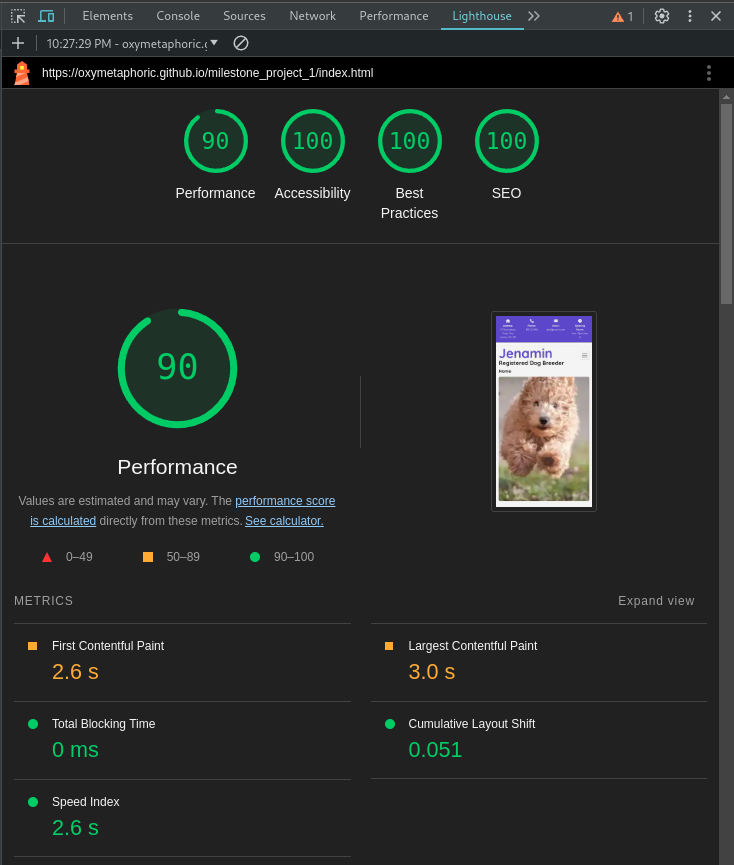 Elements Console Sources Network Performance Lighthouse 1
10:27:29 PM - oxymetaphoric.g
https://oxymetaphoric.github.io/milestone_project_1/index.html
90 100 100 100
Performance Accessibility Best Practices SEO
90
Performance
Values are estimated and may vary. The performance score
is calculated directly from these metrics. See calculator.
0–49 50–89 90–100
Jenamin
Registered Dog Breeder
Home
METRICS Expand view
First Contentful Paint
2.6 s
Largest Contentful Paint
3.0 s
Total Blocking Time
0 ms
Cumulative Layout Shift
0.051
Speed Index
2.6 s